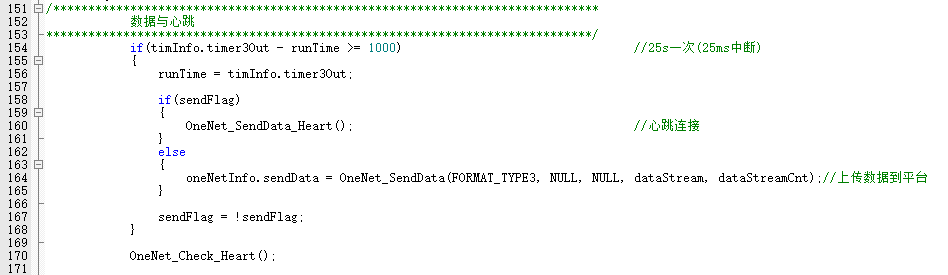 151 /******************************************************************************
152 数据与心跳
153 ******************************************************************************/
154 if(timInfo.timer3Out - runTime >= 1000) //25s一次(25ms中断)
155 {
156 runTime = timInfo.timer3Out;
157
158 if(sendFlag)
159 {
160 OneNet_SendData_Heart(); //心跳连接
161 }
162 else
163 {
164 oneNetInfo.sendData = OneNet_SendData(FORMAT_TYPE3, NULL, NULL, dataStream, dataStreamCnt);//上传数据到平台
165 }
166
167 sendFlag = !sendFlag;
168 }
169
170 OneNet_Check_Heart();
171